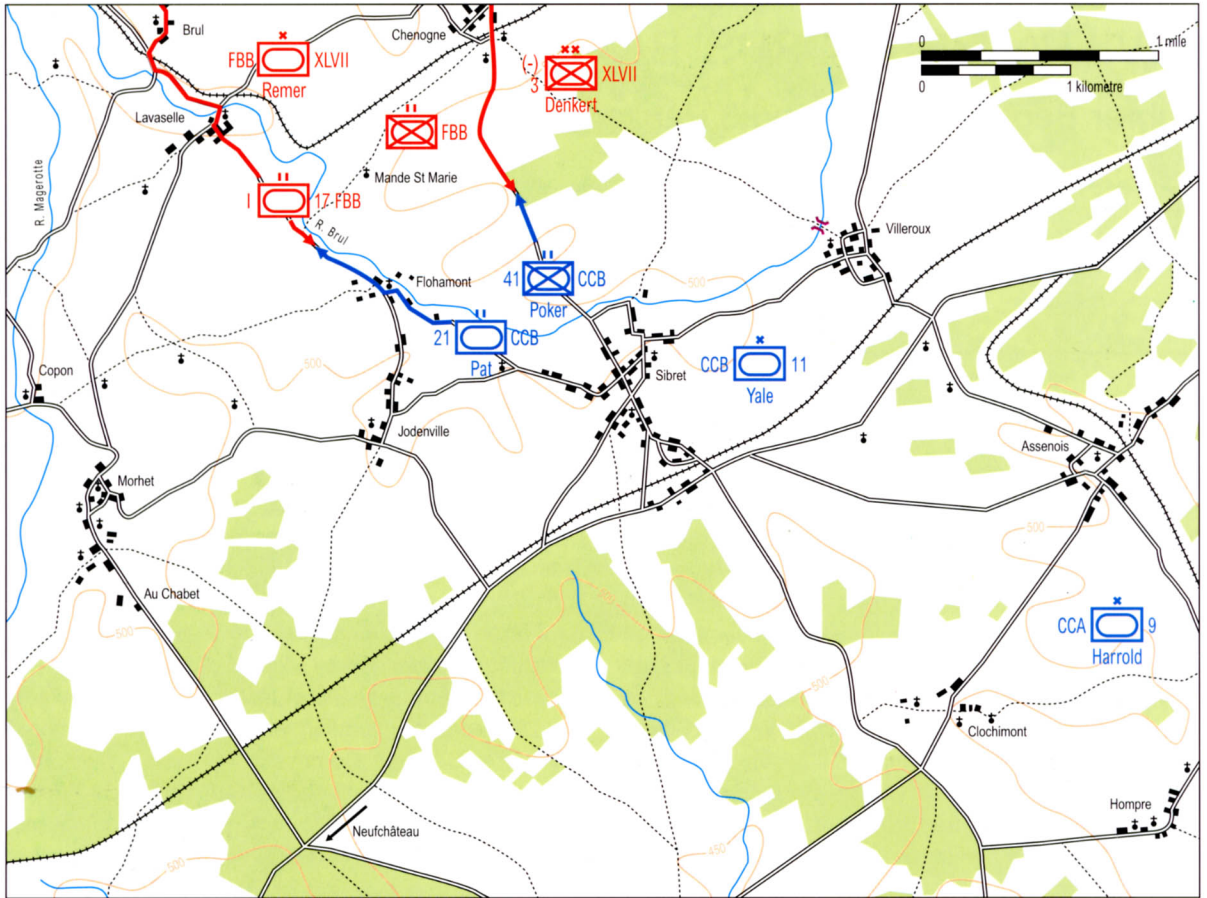 Brul
Chenogne
FBB XLVII
Remer
(-)
3 XLVII
Denkert
0 1 mile
0 1 kilometre
Lavaselle
FBB
R. Magerotte
Mande St Marie
I 17-FBB
R. Brul
Villeroux
Flohamont
41 CCB
Poker
500
21 CCB
Pat
Sibret
CCB 11
Yale
500
Copon
Jodenville
Assenois
Morhet
500
Au Chabet
500
CCA 9
Harrold
500
Clochimont
Hompre
Neufchâteau
500
450